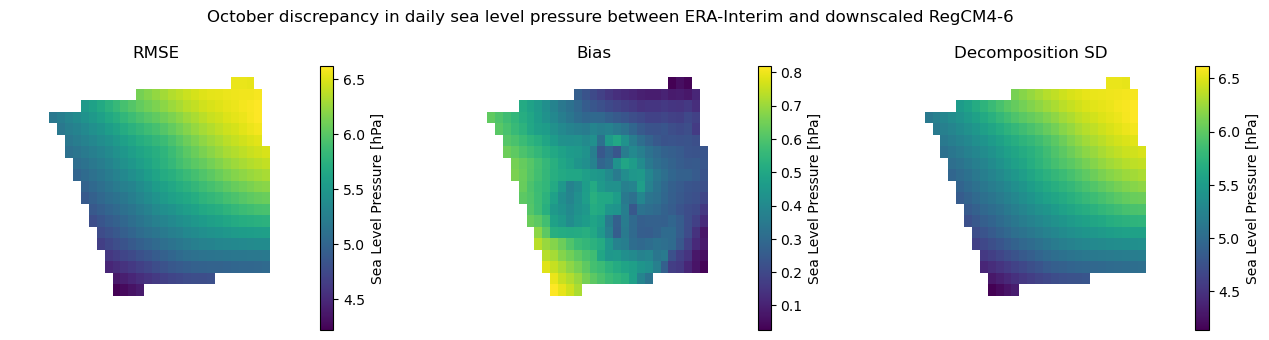 October discrepancy in daily sea level pressure between ERA-Interim and downscaled RegCM4-6
RMSE
6.5
6.0
5.5
5.0
4.5
Sea Level Pressure [hPa]
Bias
0.8
0.7
0.6
0.5
0.4
0.3
0.2
0.1
Sea Level Pressure [hPa]
Decomposition SD
6.5
6.0
5.5
5.0
4.5
Sea Level Pressure [hPa]